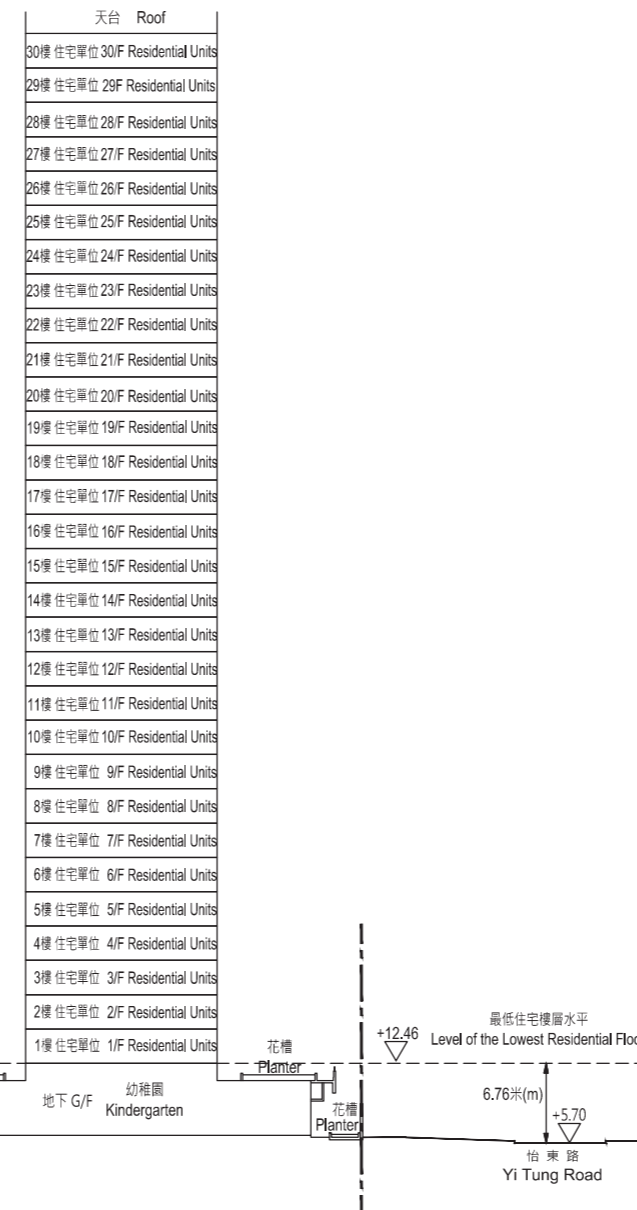 天台 Roof
30樓 住宅單位 30/F Residential Units
29樓 住宅單位 29F Residential Units
28樓 住宅單位 28/F Residential Units
27樓 住宅單位 27/F Residential Units
26樓 住宅單位 26/F Residential Units
25樓 住宅單位 25/F Residential Units
24樓 住宅單位 24/F Residential Units
23樓 住宅單位 23/F Residential Units
22樓 住宅單位 22/F Residential Units
21樓 住宅單位 21/F Residential Units
20樓 住宅單位 20/F Residential Units
19樓 住宅單位 19/F Residential Units
18樓 住宅單位 18/F Residential Units
17樓 住宅單位 17/F Residential Units
16樓 住宅單位 16/F Residential Units
15樓 住宅單位 15/F Residential Units
14樓 住宅單位 14/F Residential Units
13樓 住宅單位 13/F Residential Units
12樓 住宅單位 12/F Residential Units
11樓 住宅單位 11/F Residential Units
10樓 住宅單位 10/F Residential Units
9樓 住宅單位 9/F Residential Units
8樓 住宅單位 8/F Residential Units
7樓 住宅單位 7/F Residential Units
6樓 住宅單位 6/F Residential Units
5樓 住宅單位 5/F Residential Units
4樓 住宅單位 4/F Residential Units
3樓 住宅單位 3/F Residential Units
2樓 住宅單位 2/F Residential Units
1樓 住宅單位 1/F Residential Units
花槽
Planter
地下 G/F
幼稚園
Kindergarten
花槽
Planter
+12.46
最低住宅樓層水平
Level of the Lowest Residential Floo
6.76米(m)
+5.70
怡東路
Yi Tung Road